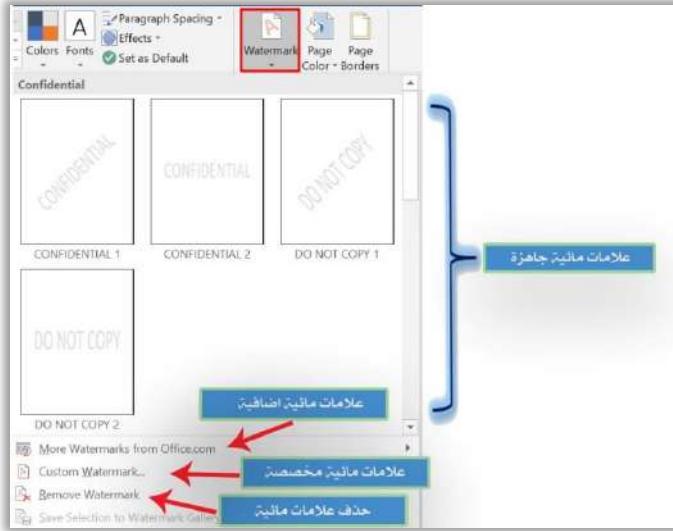 Paragraph Spacing
Effects
Set as Default
Colors
Fonts
A
Watermark
Page Color
Page Borders
Confidential
CONFIDENTIAL
CONFIDENTIAL
DO NOT COPY
CONFIDENTIAL 1
CONFIDENTIAL 2
DO NOT COPY 1
علامات مائية جاهزة
DO NOT COPY
DO NOT COPY 2
علامات مائية اضافية
More Watermarks from Office.com
Custom Watermark...
علامات مائية مخصصة
Remove Watermark
حذف علامات مائية
Save Selection to Watermark